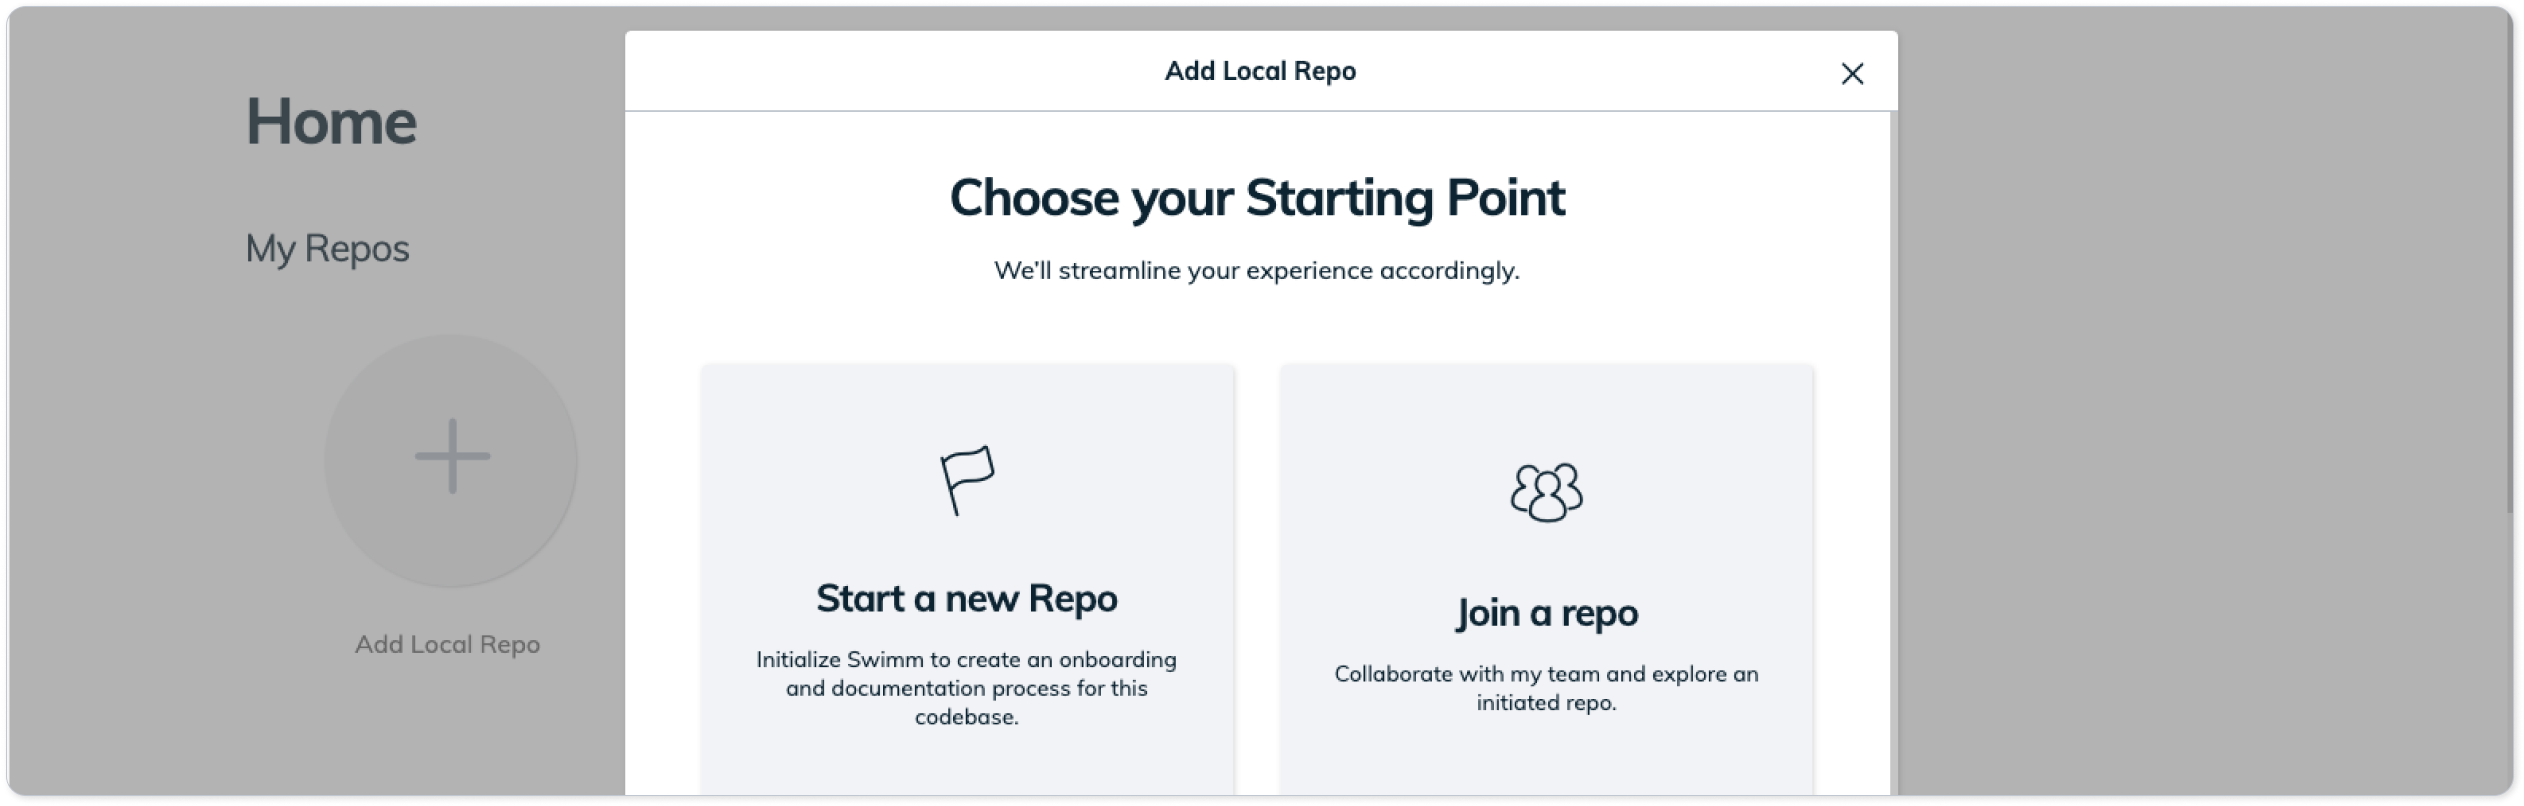 Home
My Repos
Add Local Repo
Add Local Repo
Choose your Starting Point
We'll streamline your experience accordingly.
Start a new Repo
Initialize Swimm to create an onboarding
and documentation process for this
codebase.
Join a repo
Collaborate with my team and explore an
initiated repo.